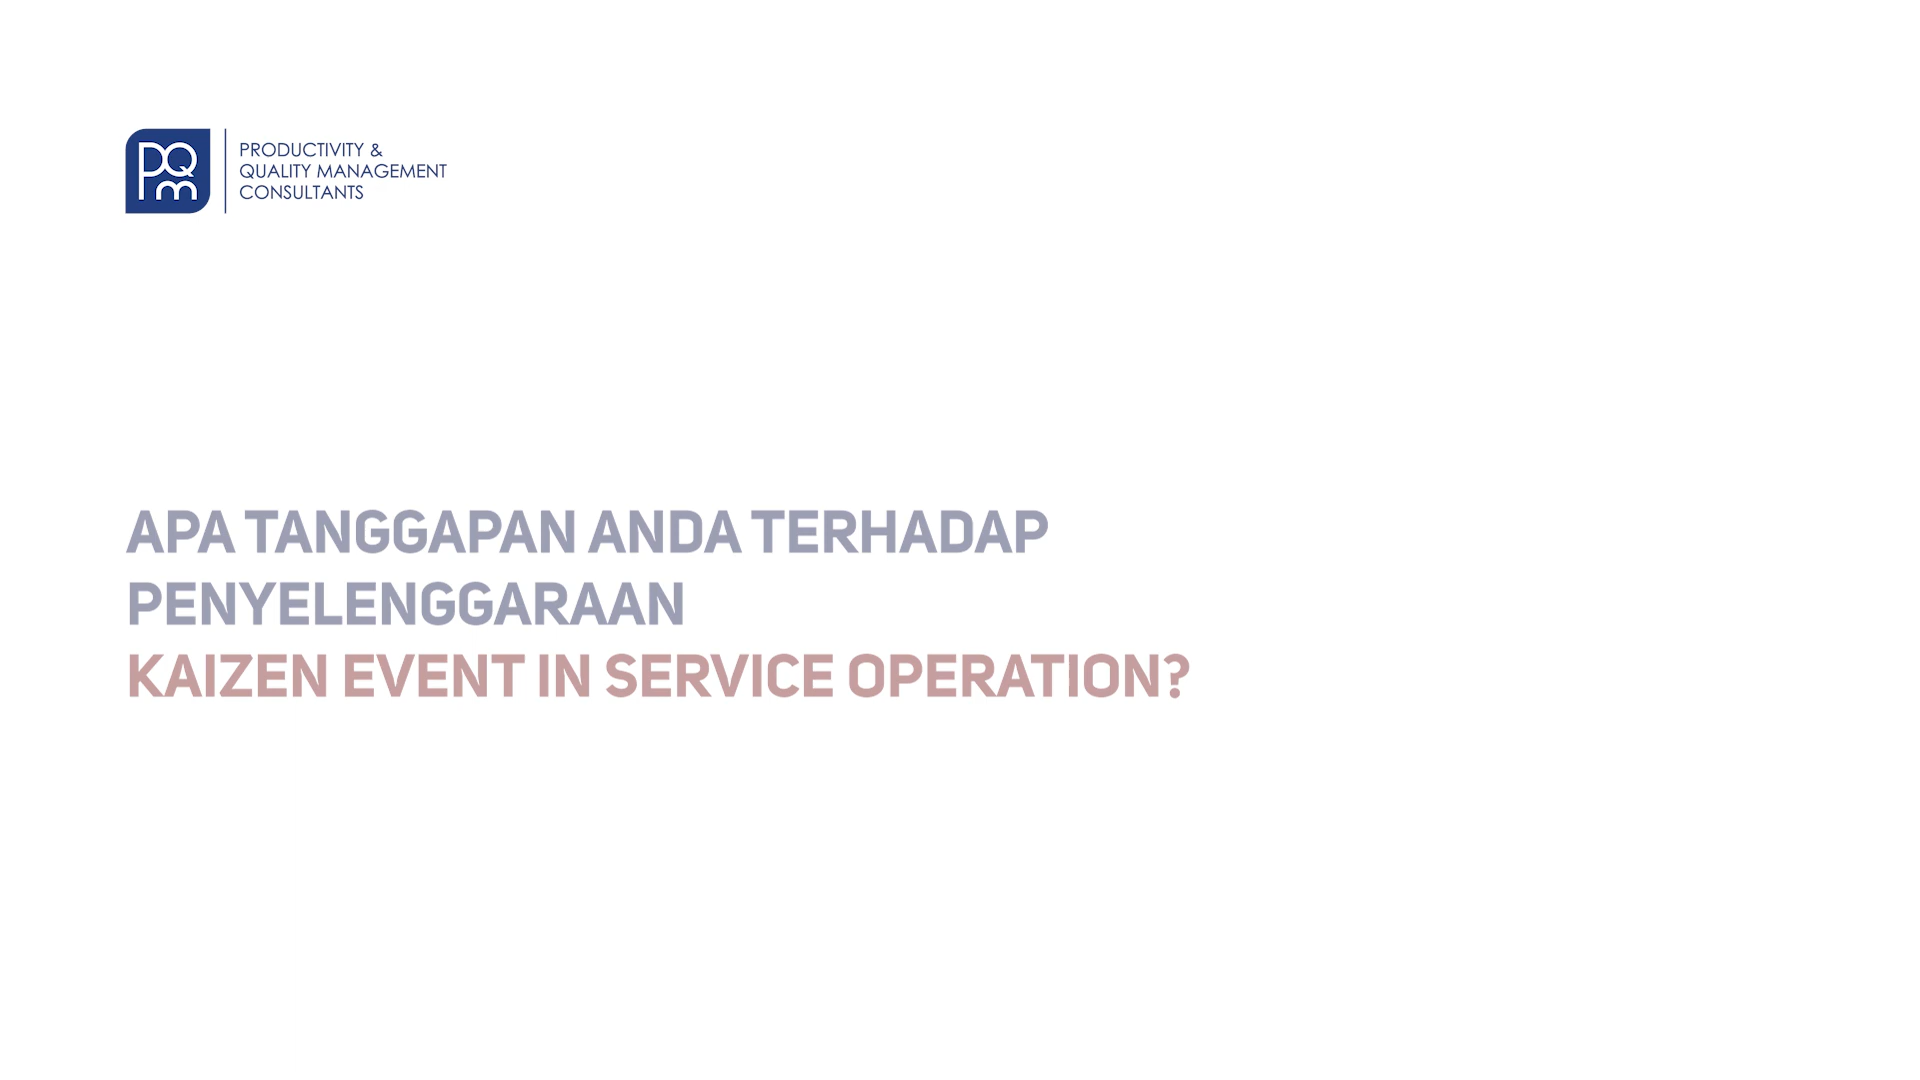 PQM
PRODUCTIVITY &
QUALITY MANAGEMENT
CONSULTANTS
APA TANGGAPAN ANDA TERHADAP
PENYELENGGARAAN
KAIZEN EVENT IN SERVICE OPERATION?